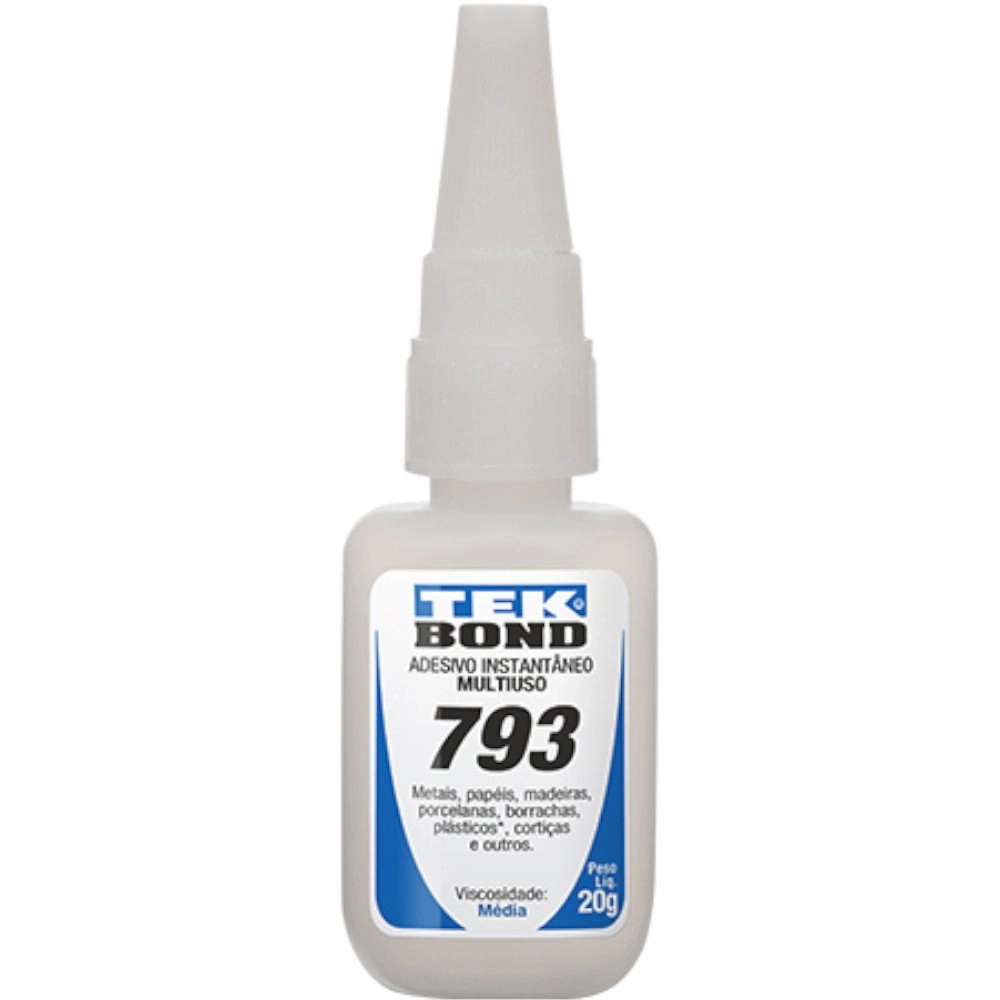 TEK
BOND
ADESIVO INSTANTÂNEO
MULTIUSO
793
Metais, papéis, madeiras,
porcelanas, borrachas,
plásticos*, cortiças
e outros.
Viscosidade:
Média
Peso
Líq.
20g